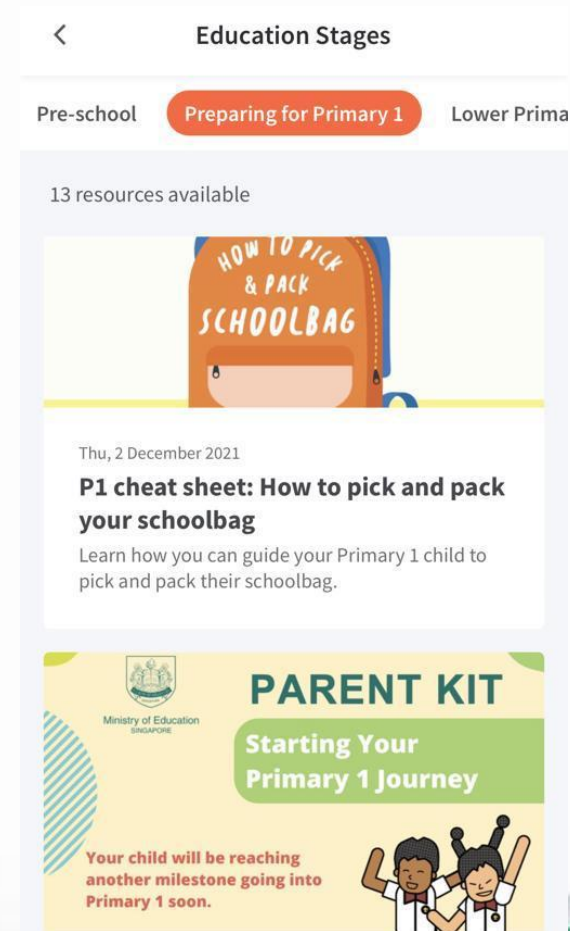 Education Stages
Pre-school
Preparing for Primary 1
Lower Prima
13 resources available
HOW TO PICK
& PACK
SCHOOLBAG
Thu, 2 December 2021
P1 cheat sheet: How to pick and pack
your schoolbag
Learn how you can guide your Primary 1 child to
pick and pack their schoolbag.
Ministry of Education
SINGAPORE
PARENT KIT
Starting Your
Primary 1 Journey
Your child will be reaching
another milestone going into
Primary 1 soon.